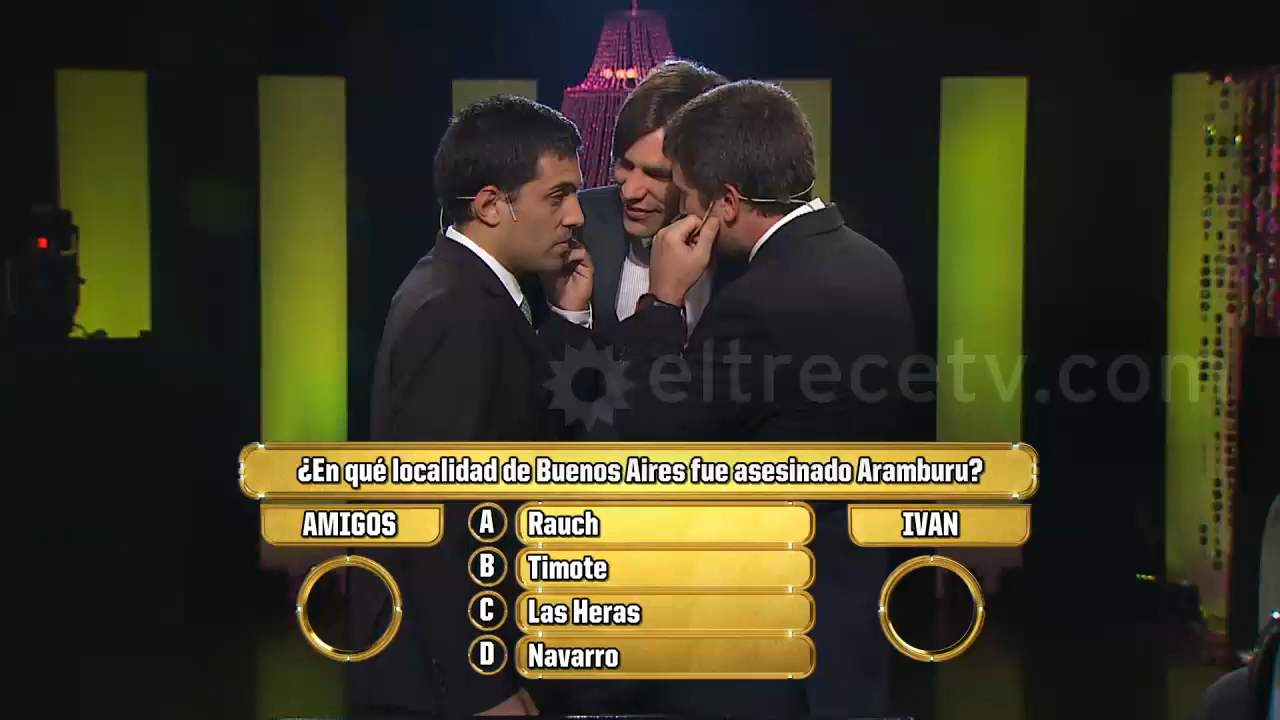 eltrecetv.com
¿En qué localidad de Buenos Aires fue asesinado Aramburu?
AMIGOS
IVAN
A Rauch
B Timote
C Las Heras
D Navarro